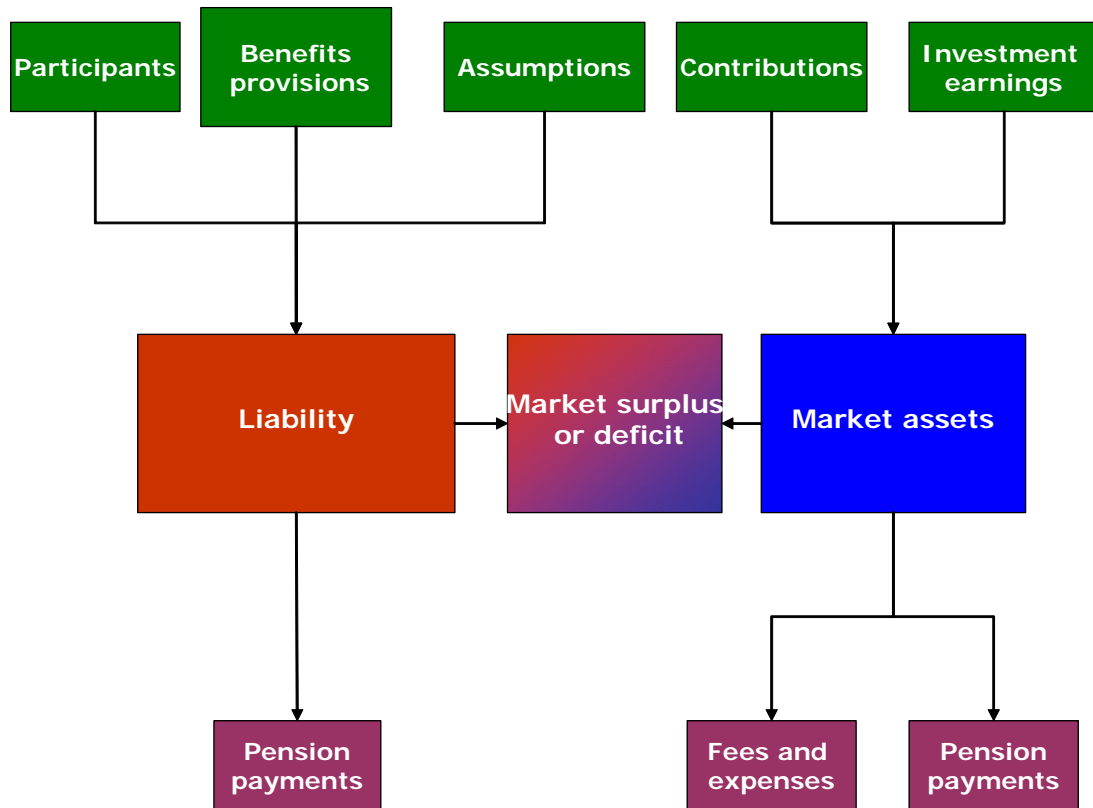 Participants
Benefits
provisions
Assumptions
Contributions
Investment
earnings
Liability
Market surplus
or deficit
Market assets
Pension
payments
Fees and
expenses
Pension
payments